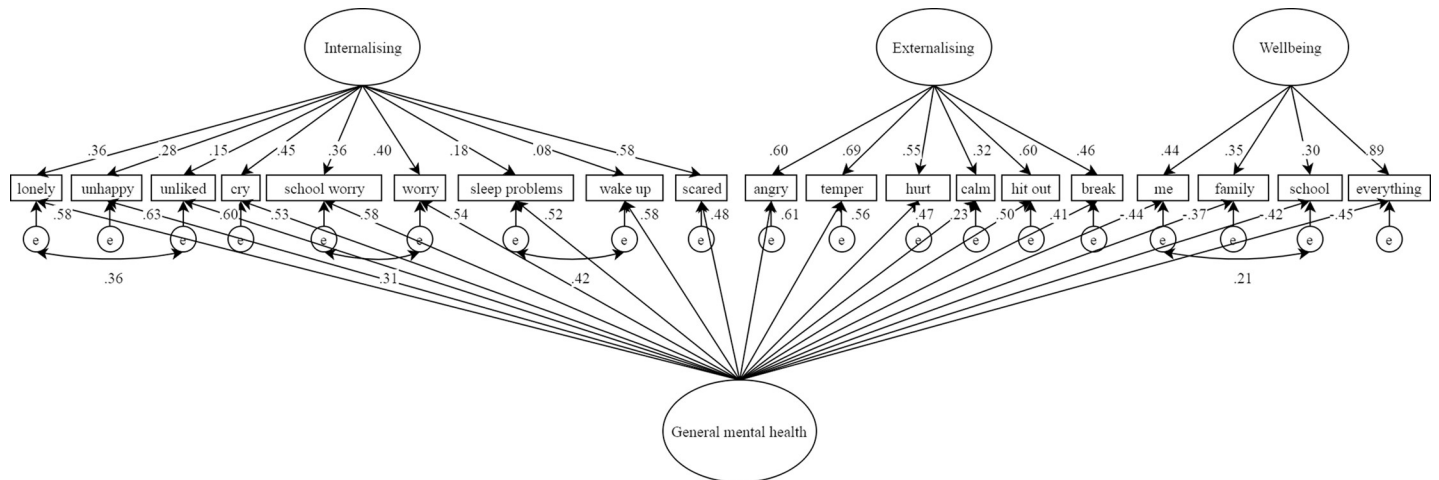 Internalising
Externalising
Wellbeing
.36 .28 .15 .45 .36 .40 .18 .08 .58 .60 .69 .55 .32 .60 .46 .44 .35 .30 .89
lonely unhappy unliked cry school worry worry sleep problems wake up scared angry temper hurt calm hit out break me family school everything
.58 .63 .60 .53 .58 .54 .52 .58 .48 .61 .56 .47 .23 .50 .41 -.44 -.37 -.42 -.45
e e e e e e e e e e e e e e e e e e e
.36 .31 .42 .21
General mental health